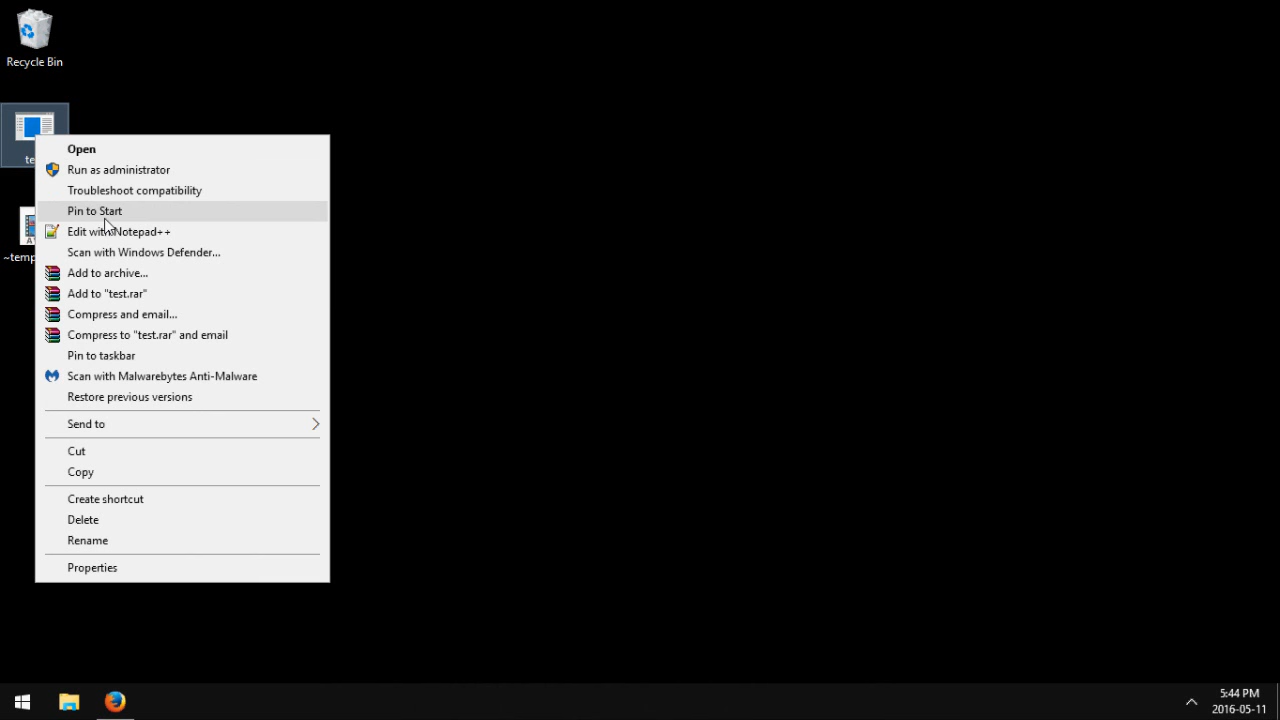 Recycle Bin
te
Open
Run as administrator
Troubleshoot compatibility
Pin to Start
Edit with Notepad++
Scan with Windows Defender...
Add to archive...
Add to "test.rar"
Compress and email...
Compress to "test.rar" and email
Pin to taskbar
Scan with Malwarebytes Anti-Malware
Restore previous versions
Send to
Cut
Copy
Create shortcut
Delete
Rename
Properties
~temp
5:44 PM
2016-05-11